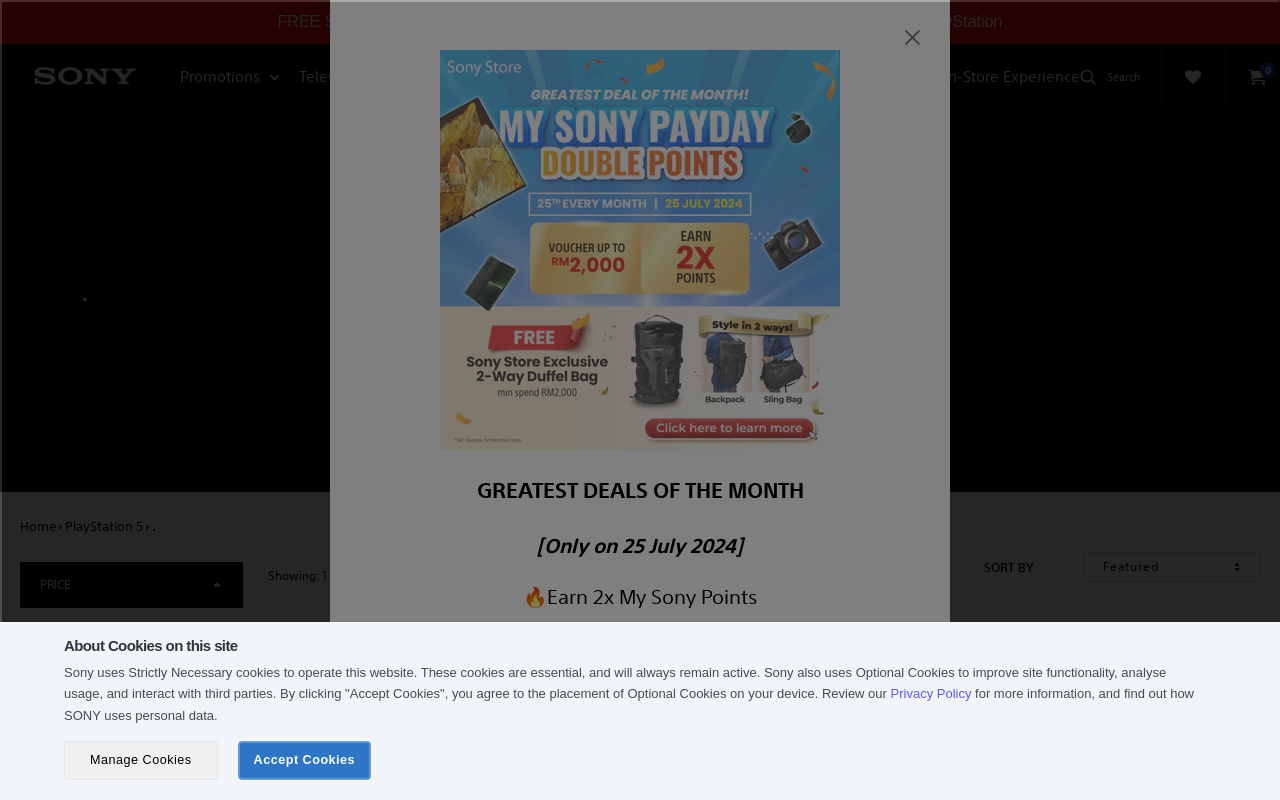 FREE S
Station
SONY
Promotions
Telev
n-Store Experience
Search
0
Sony Store
GREATEST DEAL OF THE MONTH!
MY SONY PAYDAY
DOUBLE POINTS
25TH EVERY MONTH | 25 JULY 2024
VOUCHER UP TO
RM2,000
EARN
2X
POINTS
FREE
Sony Store Exclusive
2-Way Duffel Bag
min spend RM2,000
Style in 2 ways!
Backpack
Sling Bag
Click here to learn more
GREATEST DEALS OF THE MONTH
[Only on 25 July 2024]
🔥Earn 2x My Sony Points
Home › PlayStation 5 › .
PRICE
Showing: 1
SORT BY
Featured
About Cookies on this site
Sony uses Strictly Necessary cookies to operate this website. These cookies are essential, and will always remain active. Sony also uses Optional Cookies to improve site functionality, analyse
usage, and interact with third parties. By clicking "Accept Cookies", you agree to the placement of Optional Cookies on your device. Review our Privacy Policy for more information, and find out how
SONY uses personal data.
Manage Cookies
Accept Cookies